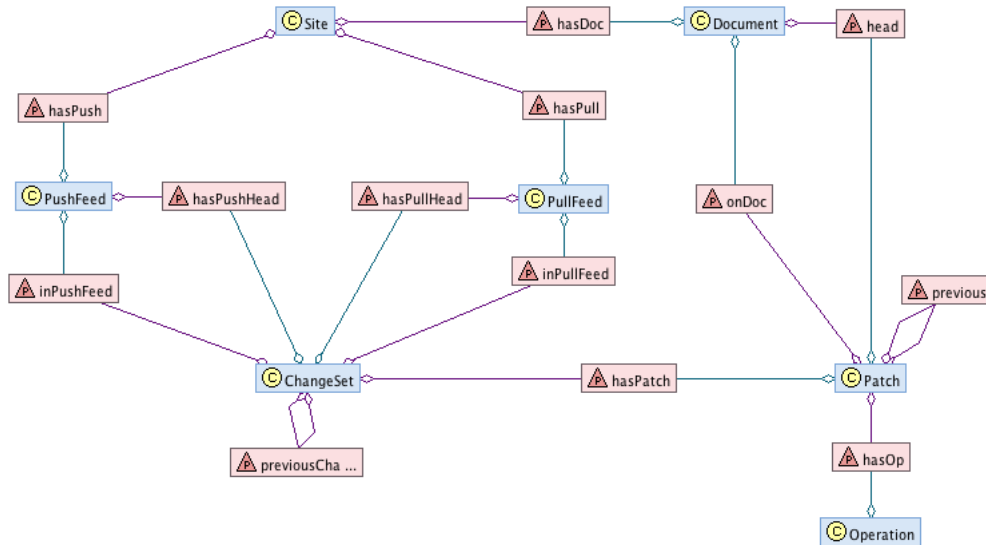 C Site
P hasDoc
C Document
P head
P hasPush
P hasPull
C PushFeed
P hasPushHead
P hasPullHead
C PullFeed
P onDoc
P inPushFeed
P inPullFeed
P previous
C ChangeSet
P hasPatch
C Patch
P previousCha ...
P hasOp
C Operation